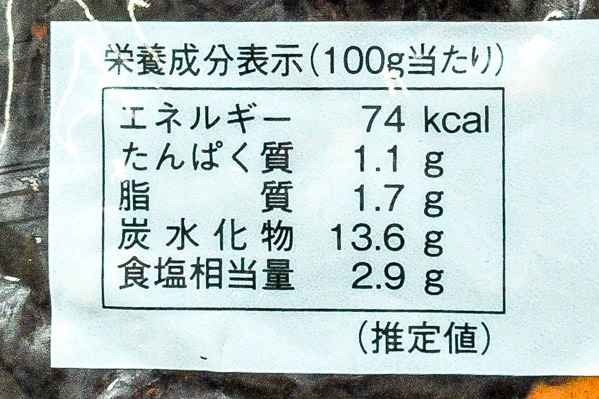 栄養成分表示(100g当たり)
エネルギー 74 kcal
たんぱく質 1.1 g
脂質 1.7 g
炭水化物 13.6 g
食塩相当量 2.9 g
(推定値)